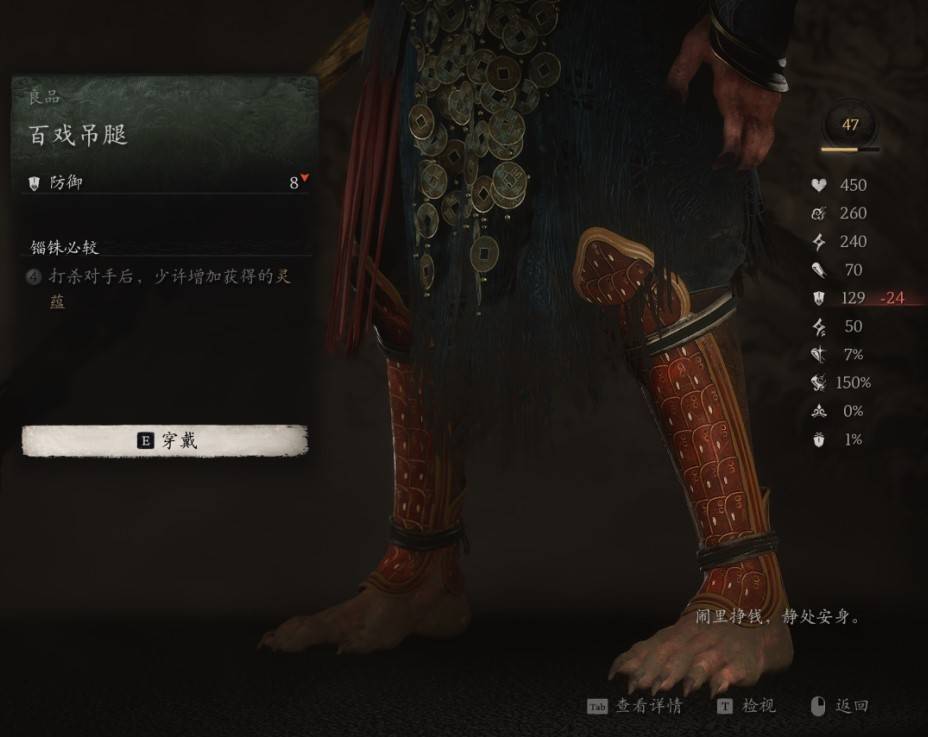 良品
百戏吊腿
防御 8
锱铢必较
4 打杀对手后，少许增加获得的灵
蕴
E 穿戴
47
450
260
240
70
129 -24
50
7%
150%
0%
1%
闹里挣钱，静处安身。
Tab 查看详情 T 检视 返回